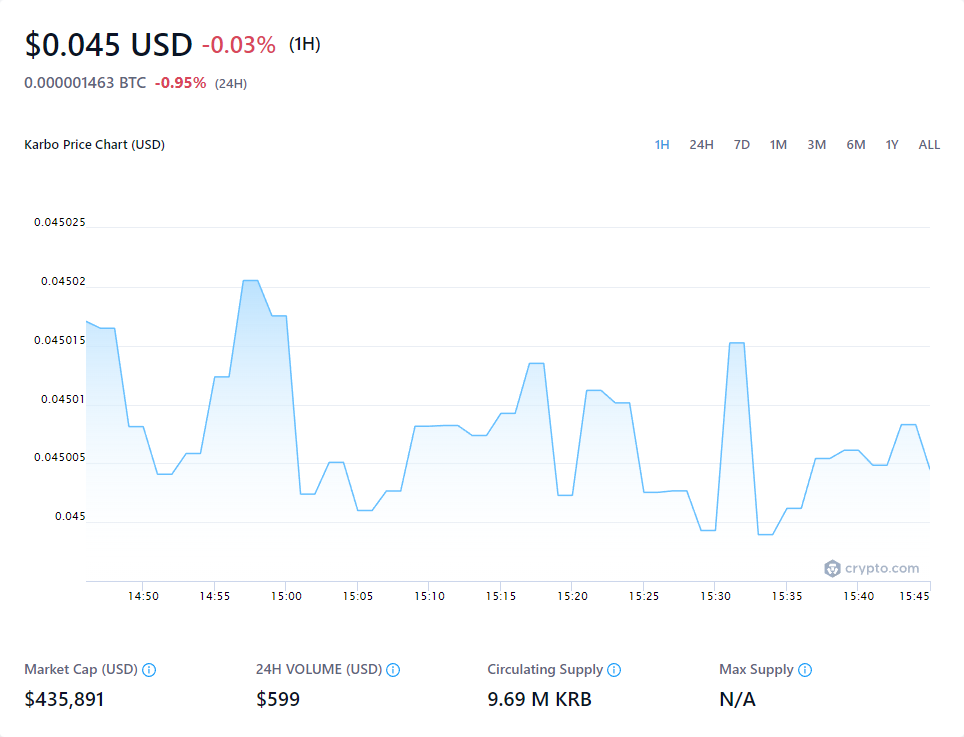 $0.045 USD -0.03% (1H)
0.000001463 BTC -0.95% (24H)
Karbo Price Chart (USD) 1H 24H 7D 1M 3M 6M 1Y ALL
0.045025
0.04502
0.045015
0.04501
0.045005
0.045
crypto.com
14:50 14:55 15:00 15:05 15:10 15:15 15:20 15:25 15:30 15:35 15:40 15:45
Market Cap (USD) 24H VOLUME (USD) Circulating Supply Max Supply
$435,891 $599 9.69 M KRB N/A